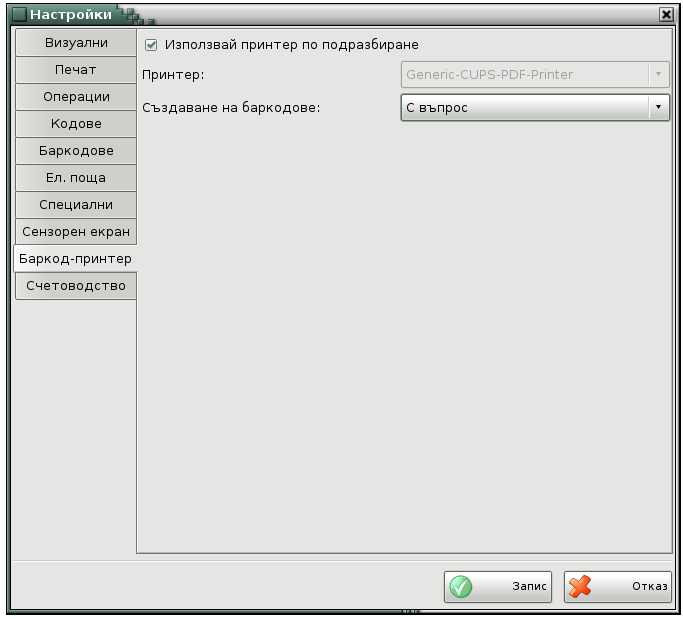 Настройки
Визуални
Печат
Операции
Кодове
Баркодове
Ел. поща
Специални
Сензорен екран
Баркод-принтер
Счетоводство
Използвай принтер по подразбиране
Принтер:
Generic-CUPS-PDF-Printer
Създаване на баркодове:
С въпрос
Запис
Отказ